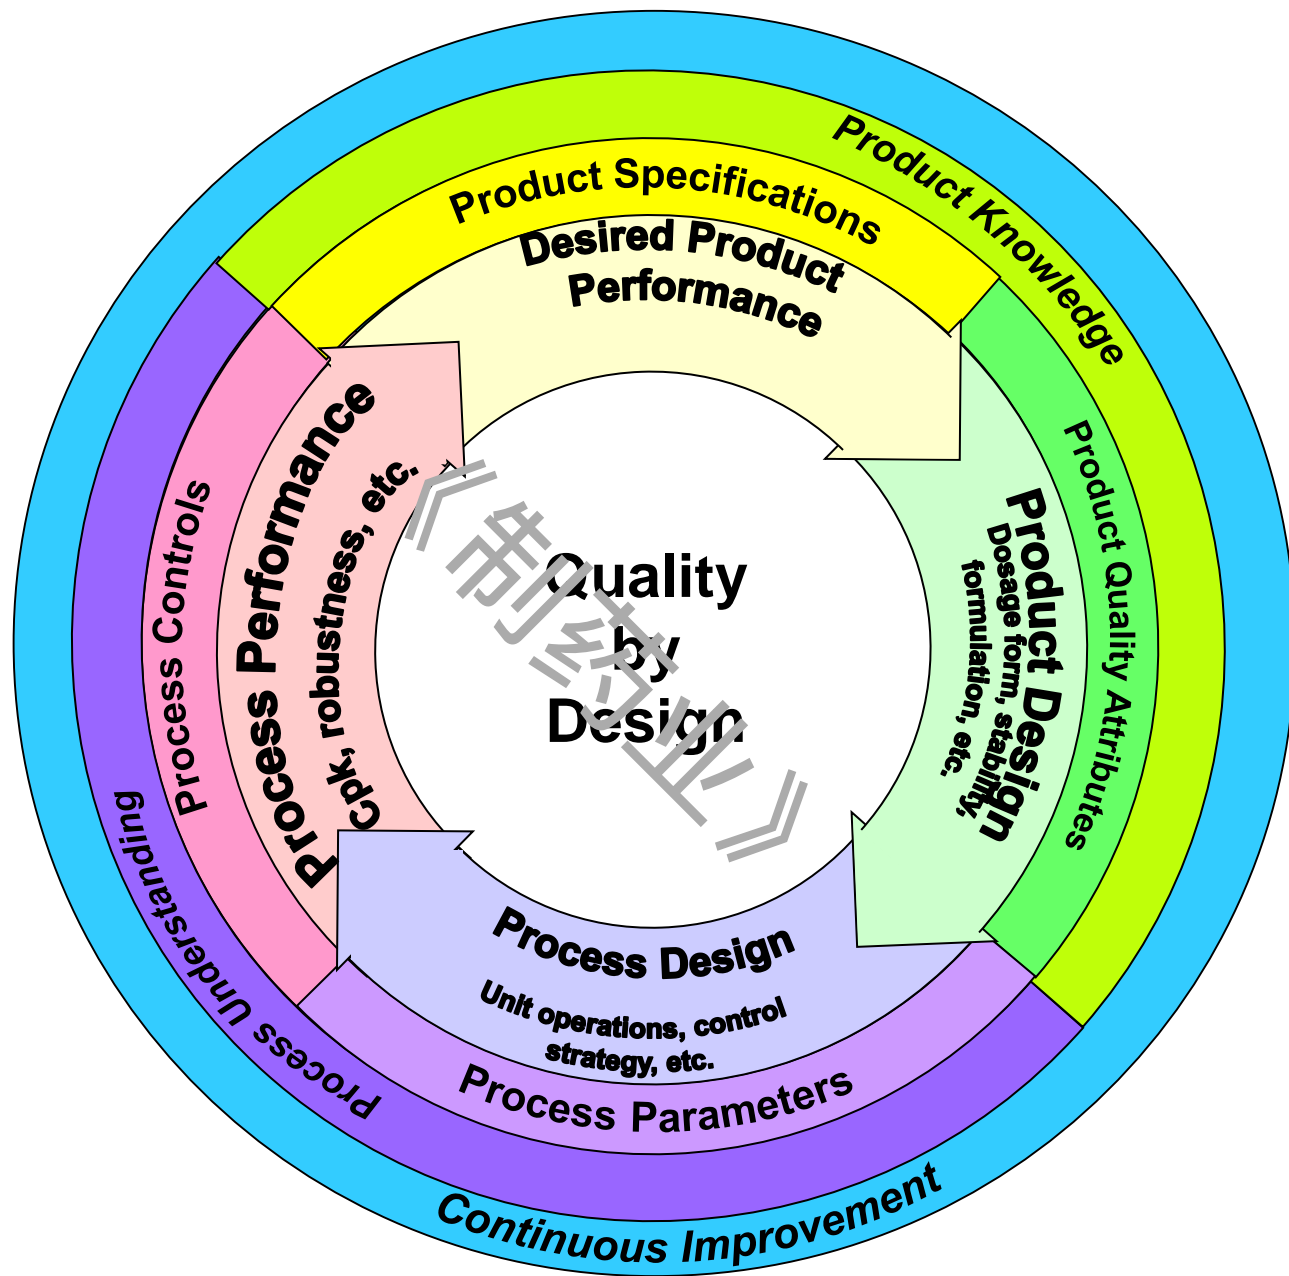 Product Knowledge
Product Specifications
Desired Product
Performance
Product Quality Attributes
Product Design
Dosage form, stability,
formulation, etc.
Process Controls
Process Performance
Cpk, robustness, etc.
Quality
by
Design
《制药业》
Process Design
Unit operations, control
strategy, etc.
Process Parameters
Process Understanding
Continuous Improvement